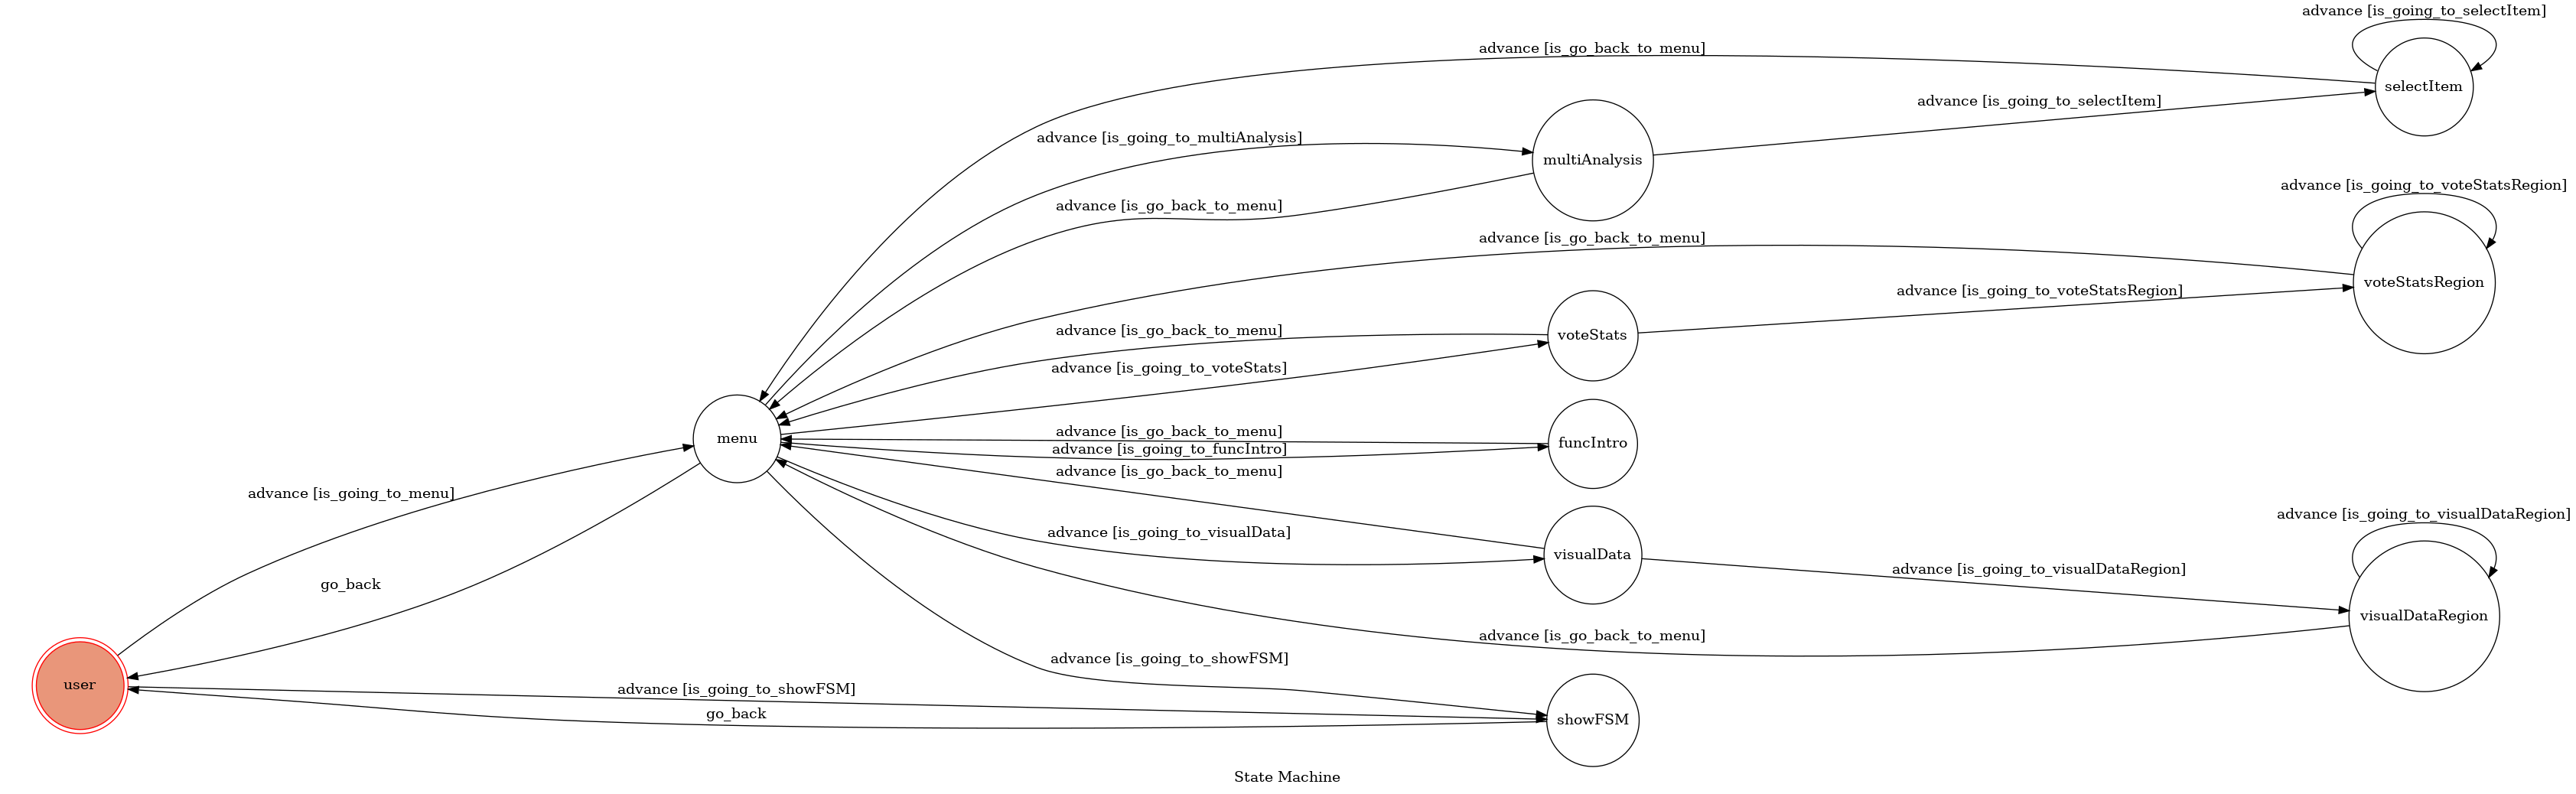 advance [is_going_to_selectItem]
advance [is_go_back_to_menu]
selectItem
advance [is_going_to_selectItem]
advance [is_going_to_multiAnalysis]
multiAnalysis
advance [is_going_to_voteStatsRegion]
advance [is_go_back_to_menu]
advance [is_go_back_to_menu]
voteStatsRegion
advance [is_going_to_voteStatsRegion]
advance [is_go_back_to_menu]
voteStats
advance [is_going_to_voteStats]
advance [is_go_back_to_menu]
menu
funcIntro
advance [is_going_to_funcIntro]
advance [is_go_back_to_menu]
advance [is_going_to_menu]
advance [is_going_to_visualDataRegion]
advance [is_going_to_visualData]
visualData
advance [is_going_to_visualDataRegion]
go_back
visualDataRegion
advance [is_go_back_to_menu]
advance [is_going_to_showFSM]
user
advance [is_going_to_showFSM]
go_back
showFSM
State Machine